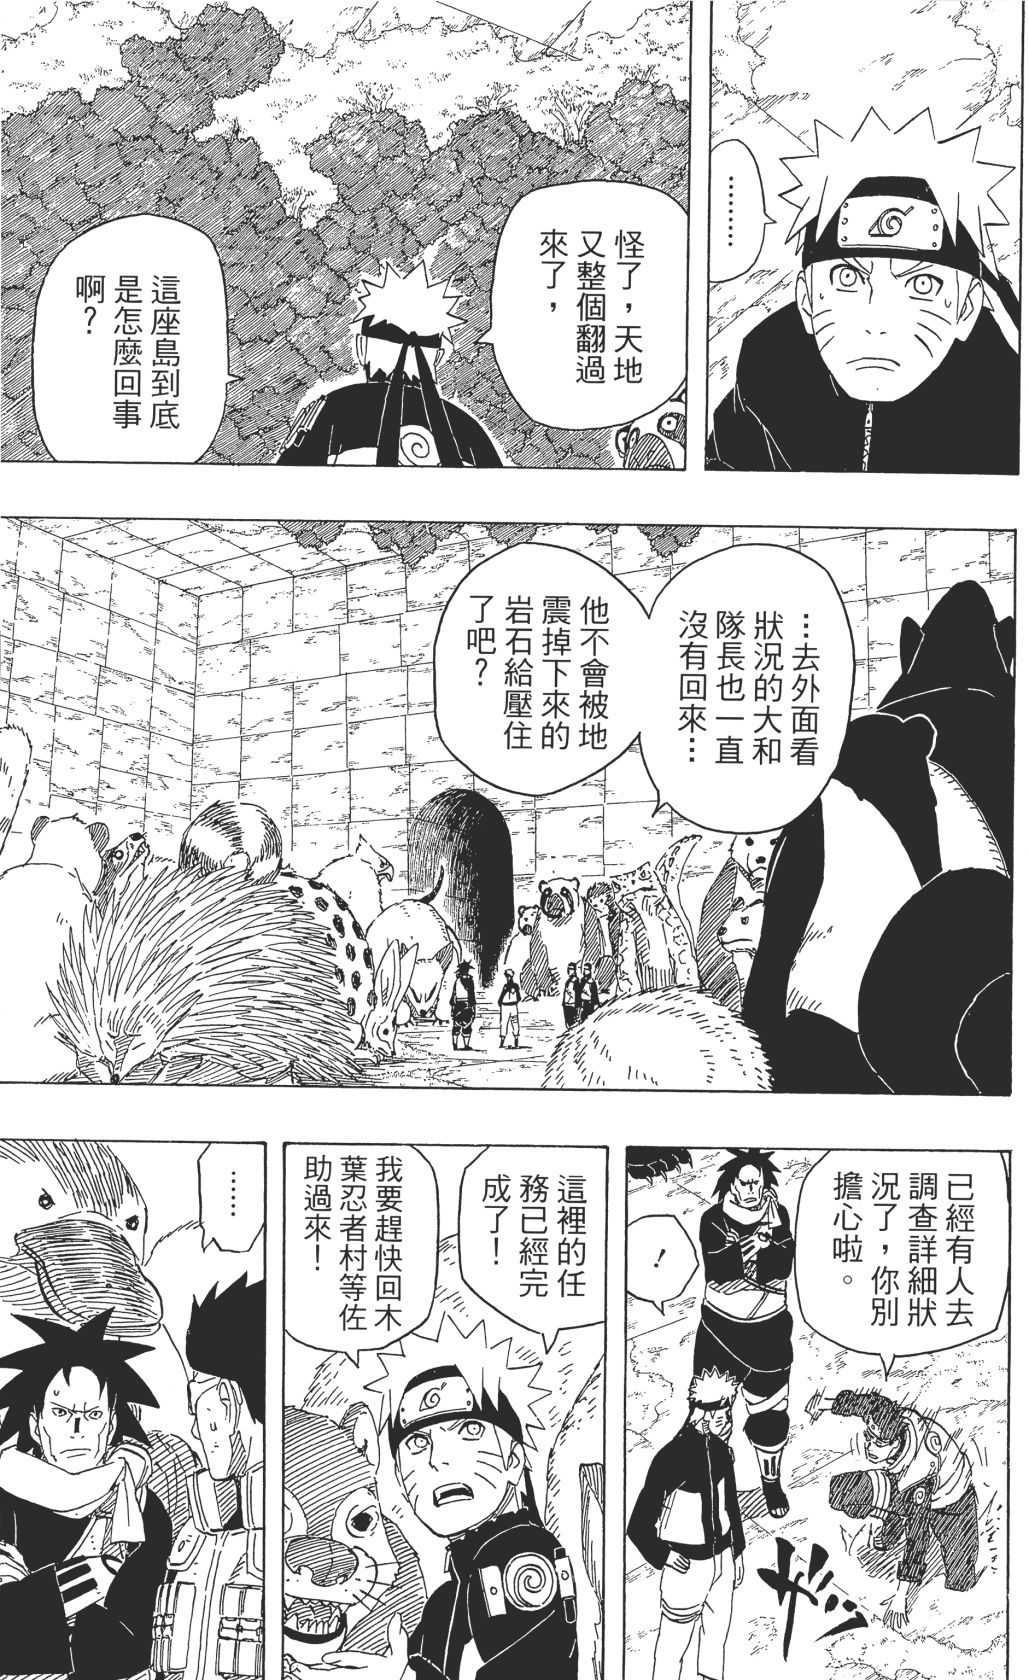 ………
怪了，天地
又整個翻過
來了，
這座島到底
是怎麼回事
啊？
…去外面看
狀況的大和
隊長也一直
沒有回來…
他不會被地
震掉下來的
岩石給壓住
了吧？
已經有人去
調查詳細狀
況了，你別
擔心啦。
！
ザッ
這裡的任
務已經完
成了！
我要趕快回木
葉忍者村等佐
助過來！
……